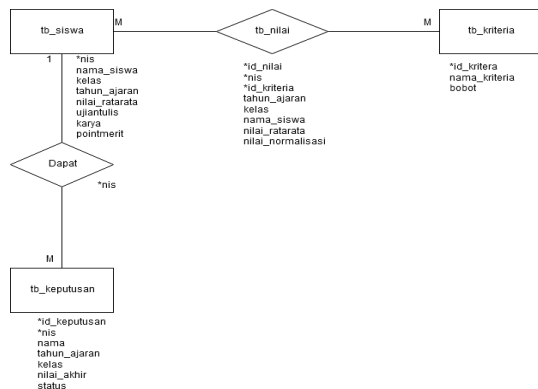 tb_siswa
M
tb_nilai
M
tb_kriteria
1
*nis
nama_siswa
kelas
tahun_ajaran
nilai_ratarata
ujiantulis
karya
pointmerit
*id_nilai
*nis
*id_kriteria
tahun_ajaran
kelas
nama_siswa
nilai_ratarata
nilai_normalisasi
*id_kritera
nama_kriteria
bobot
Dapat
*nis
M
tb_keputusan
*id_keputusan
*nis
nama
tahun_ajaran
kelas
nilai_akhir
status